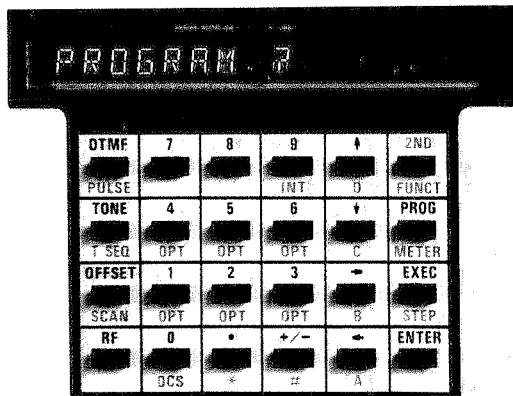 PROGRAM ?
DTMF 7 8 9 ↑ 2ND
PULSE INT D FUNCT
TONE 4 5 6 ↓ PROG
T SEQ OPT OPT OPT C METER
OFFSET 1 2 3 EXEC
SCAN OPT OPT OPT B STEP
RF 0 • +/- ENTER
DCS * # A